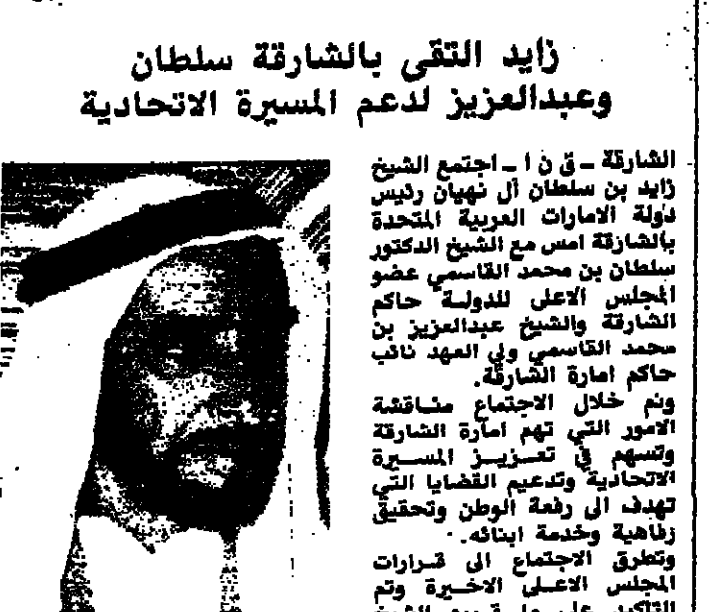 زايد التقى بالشارقة سلطان
وعبدالعزيز لدعم المسيرة الاتحادية
الشارقة ـ ق ن ا ـ اجتمع الشيخ
زايد بن سلطان آل نهيان رئيس
دولة الامارات العربية المتحدة
بالشارقة امس مع الشيخ الدكتور
سلطان بن محمد القاسمي عضو
المجلس الاعلى للدولة حاكم
الشارقة والشيخ عبدالعزيز بن
محمد القاسمي ولي العهد نائب
حاكم امارة الشارقة.
وتم خلال الاجتماع مناقشة
الامور التي تهم امارة الشارقة
وتسهم في تعزيز المسيرة
الاتحادية وتدعيم القضايا التي
تهدف الى رفعة الوطن وتحقيق
رفاهية وخدمة ابنائه.
وتطرق الاجتماع الى قرارات
المجلس الاعلى الاخيرة وتم